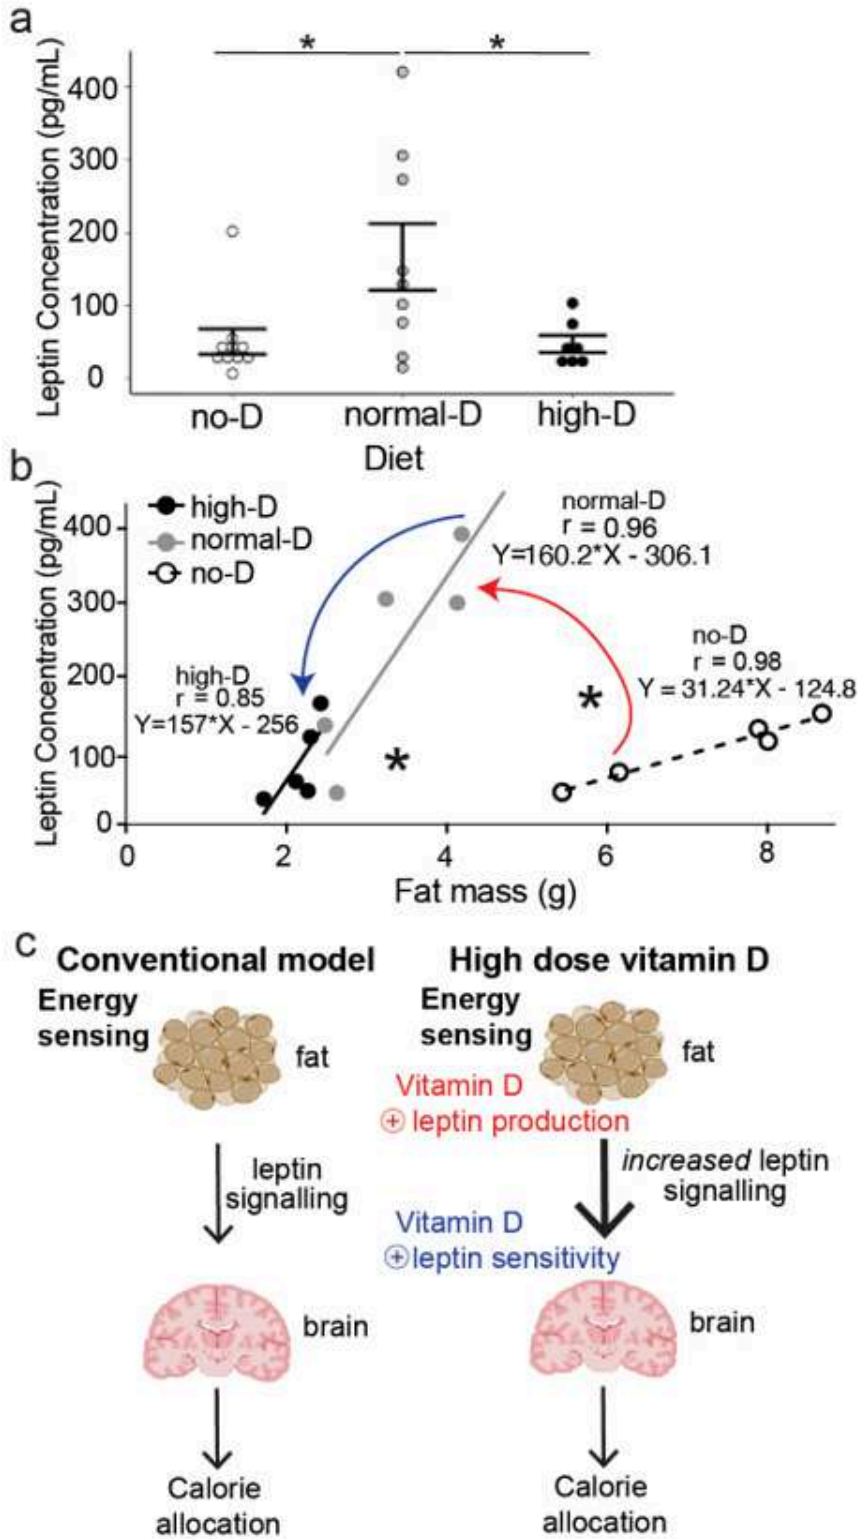 a
Leptin Concentration (pg/mL)
400
300
200
100
0
*
*
no-D
normal-D
high-D
Diet
b
Leptin Concentration (pg/mL)
400
300
200
100
0
high-D
normal-D
no-D
normal-D
r = 0.96
Y=160.2*X - 306.1
no-D
r = 0.98
Y = 31.24*X - 124.8
high-D
r = 0.85
Y=157*X - 256
*
*
0
2
4
6
8
Fat mass (g)
c
Conventional model
Energy
sensing
fat
leptin
signalling
brain
Calorie
allocation
High dose vitamin D
Energy
sensing
fat
Vitamin D
⊕ leptin production
increased leptin
signalling
Vitamin D
⊕ leptin sensitivity
brain
Calorie
allocation